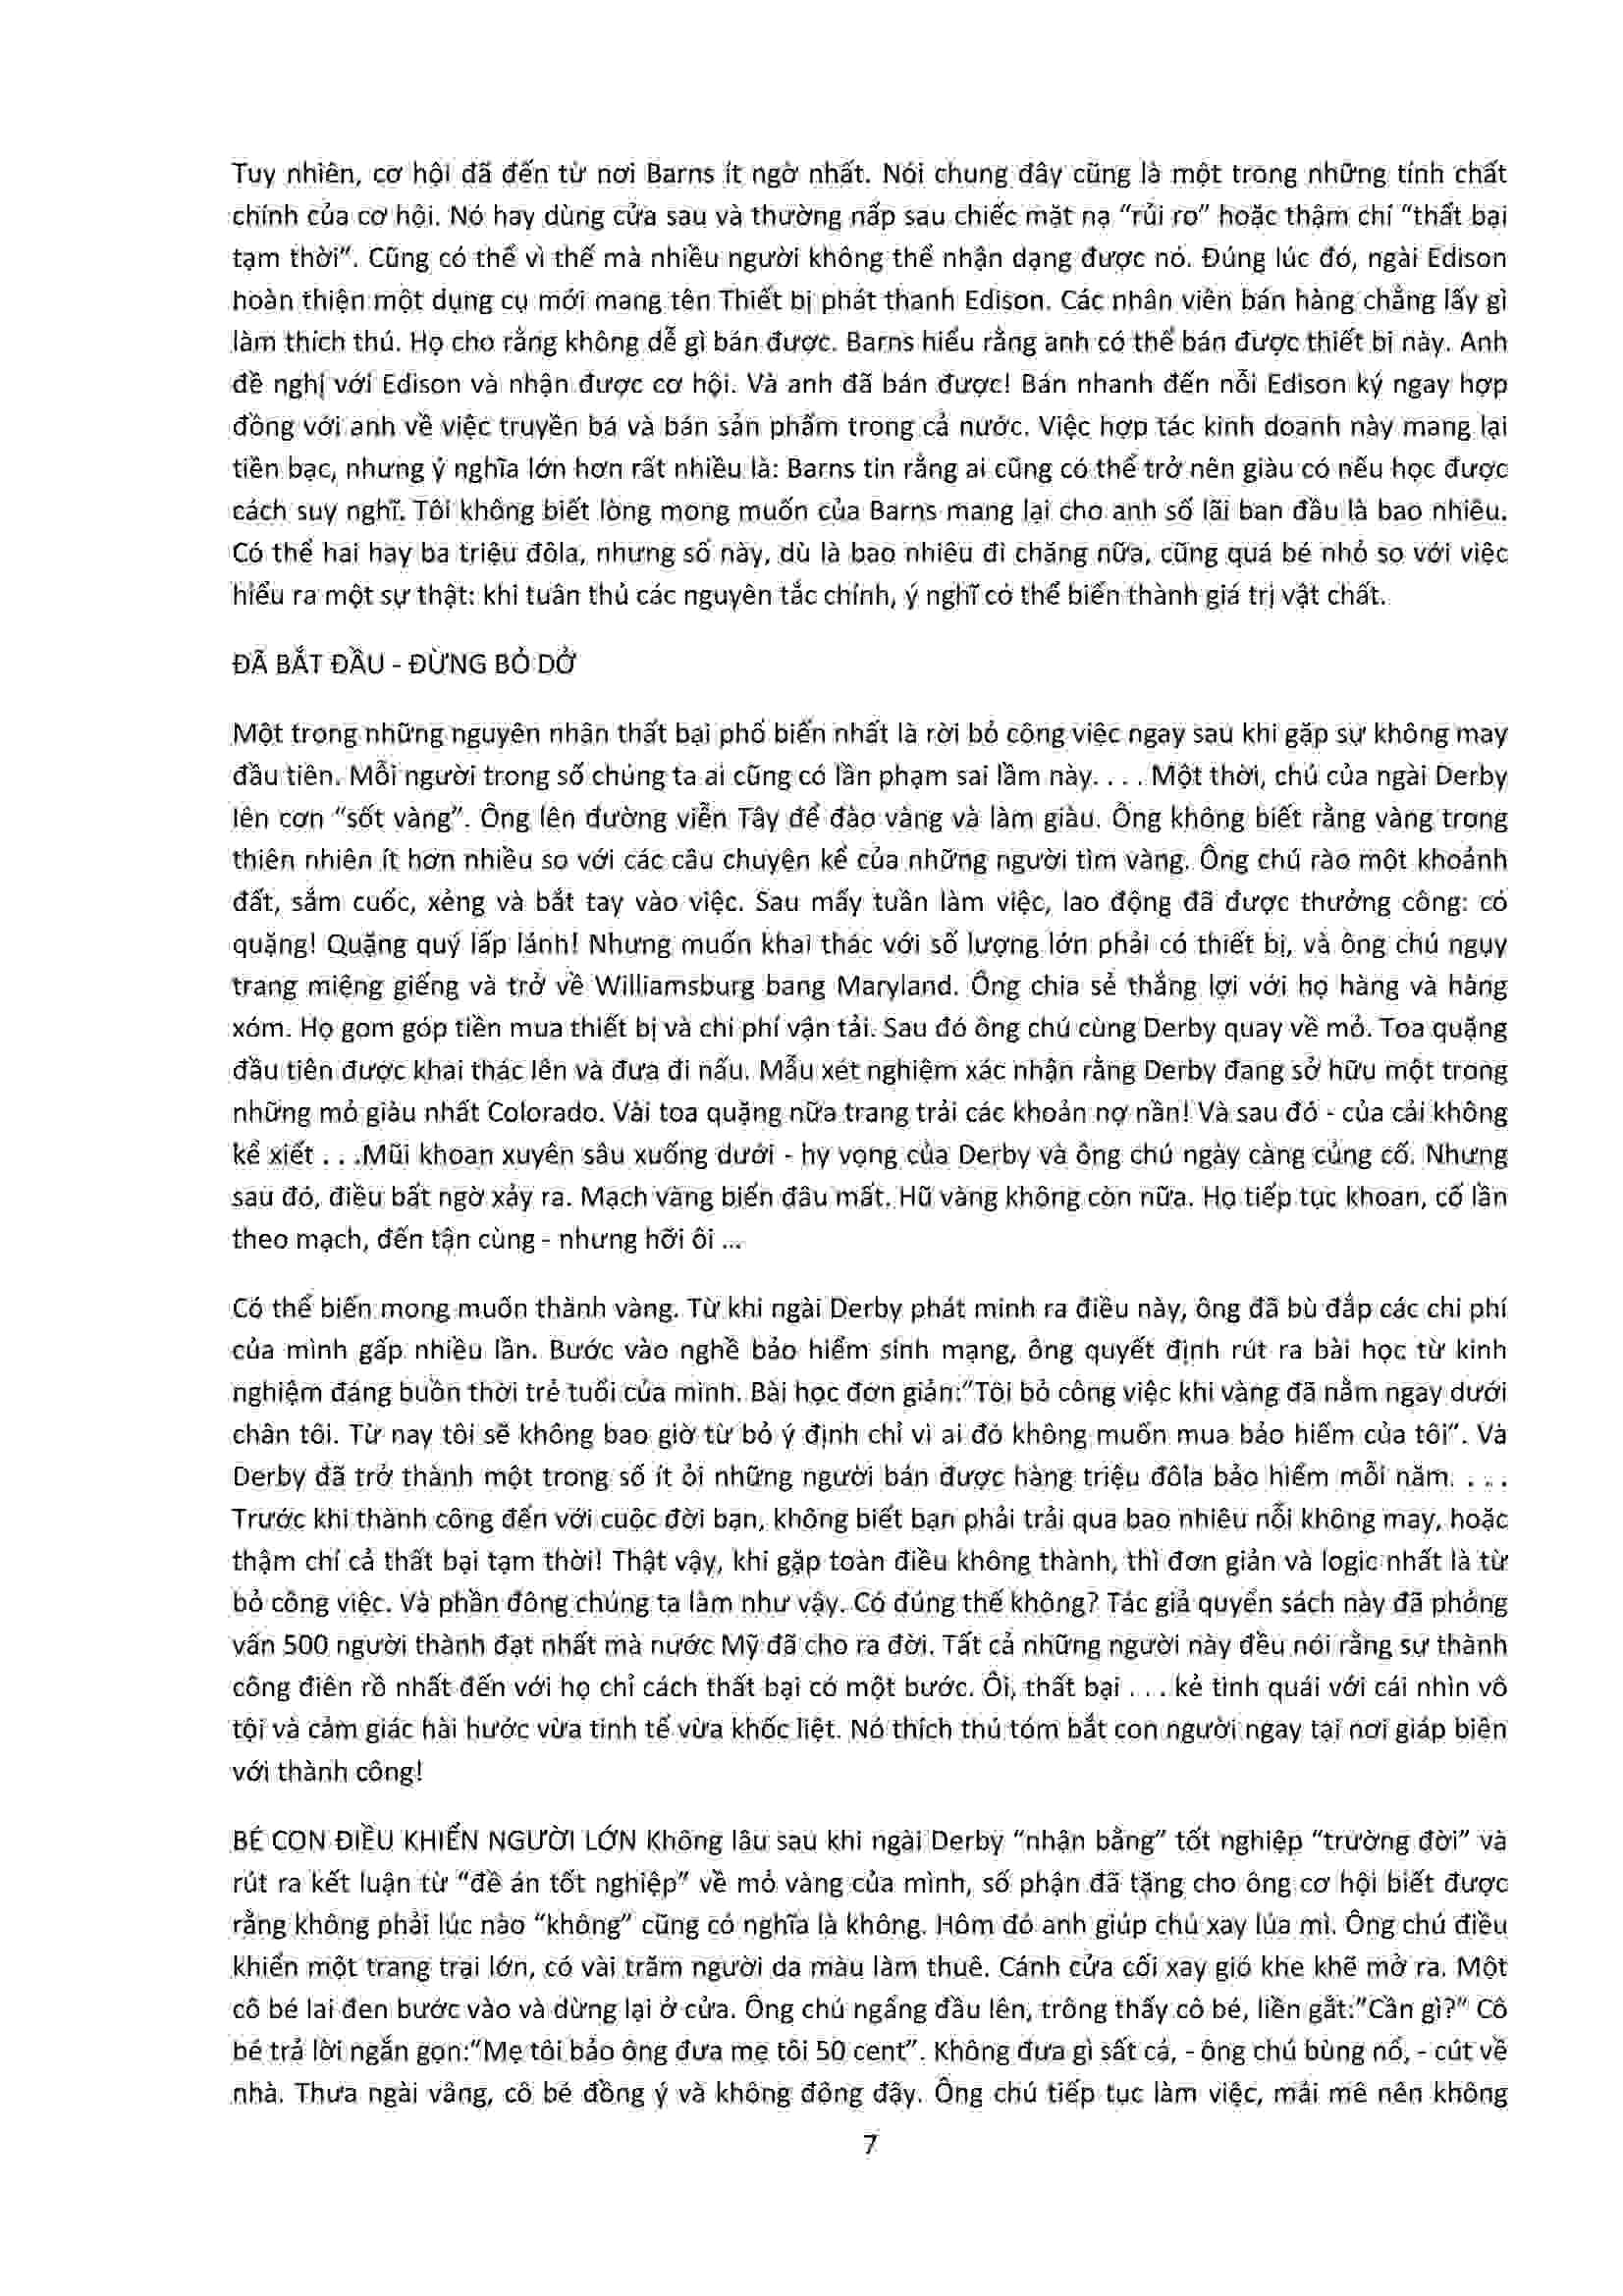 Tuy nhiên, cơ hội đã đến từ nơi Barns ít ngờ nhất. Nói chung đây cũng là một trong những tính chất
chính của cơ hội. Nó hay dùng cửa sau và thường nấp sau chiếc mặt nạ “rủi ro” hoặc thậm chí “thất bại
tạm thời”. Cũng có thể vì thế mà nhiều người không thể nhận dạng được nó. Đúng lúc đó, ngài Edison
hoàn thiện một dụng cụ mới mang tên Thiết bị phát thanh Edison. Các nhân viên bán hàng chẳng lấy gì
làm thích thú. Họ cho rằng không dễ gì bán được. Barns hiểu rằng anh có thể bán được thiết bị này. Anh
đề nghị với Edison và nhận được cơ hội. Và anh đã bán được! Bán nhanh đến nỗi Edison ký ngay hợp
đồng với anh về việc truyền bá và bán sản phẩm trong cả nước. Việc hợp tác kinh doanh này mang lại
tiền bạc, nhưng ý nghĩa lớn hơn rất nhiều là: Barns tin rằng ai cũng có thể trở nên giàu có nếu học được
cách suy nghĩ. Tôi không biết lòng mong muốn của Barns mang lại cho anh số lãi ban đầu là bao nhiêu.
Có thể hai hay ba triệu đôla, nhưng số này, dù là bao nhiêu đi chăng nữa, cũng quá bé nhỏ so với việc
hiểu ra một sự thật: khi tuân thủ các nguyên tắc chính, ý nghĩ có thể biến thành giá trị vật chất.
ĐÃ BẮT ĐẦU - ĐỪNG BỎ DỞ
Một trong những nguyên nhân thất bại phổ biến nhất là rời bỏ công việc ngay sau khi gặp sự không may
đầu tiên. Mỗi người trong số chúng ta ai cũng có lần phạm sai lầm này. . . . Một thời, chú của ngài Derby
lên cơn “sốt vàng”. Ông lên đường viễn Tây để đào vàng và làm giàu. Ông không biết rằng vàng trong
thiên nhiên ít hơn nhiều so với các câu chuyện kể của những người tìm vàng. Ông chú rào một khoảnh
đất, sắm cuốc, xẻng và bắt tay vào việc. Sau mấy tuần làm việc, lao động đã được thưởng công: có
quặng! Quặng quý lấp lánh! Nhưng muốn khai thác với số lượng lớn phải có thiết bị, và ông chú ngụy
trang miệng giếng và trở về Williamsburg bang Maryland. Ông chia sẻ thắng lợi với họ hàng và hàng
xóm. Họ gom góp tiền mua thiết bị và chi phí vận tải. Sau đó ông chú cùng Derby quay về mỏ. Toa quặng
đầu tiên được khai thác lên và đưa đi nấu. Mẫu xét nghiệm xác nhận rằng Derby đang sở hữu một trong
những mỏ giàu nhất Colorado. Vài toa quặng nữa trang trải các khoản nợ nần! Và sau đó - của cải không
kể xiết . . .Mũi khoan xuyên sâu xuống dưới - hy vọng của Derby và ông chú ngày càng củng cố. Nhưng
sau đó, điều bất ngờ xảy ra. Mạch vàng biến đâu mất. Hũ vàng không còn nữa. Họ tiếp tục khoan, cố lần
theo mạch, đến tận cùng - nhưng hỡi ôi ...
Có thể biến mong muốn thành vàng. Từ khi ngài Derby phát minh ra điều này, ông đã bù đắp các chi phí
của mình gấp nhiều lần. Bước vào nghề bảo hiểm sinh mạng, ông quyết định rút ra bài học từ kinh
nghiệm đáng buồn thời trẻ tuổi của mình. Bài học đơn giản:”Tôi bỏ công việc khi vàng đã nằm ngay dưới
chân tôi. Từ nay tôi sẽ không bao giờ từ bỏ ý định chỉ vì ai đó không muốn mua bảo hiểm của tôi”. Và
Derby đã trở thành một trong số ít ỏi những người bán được hàng triệu đôla bảo hiểm mỗi năm. . . .
Trước khi thành công đến với cuộc đời bạn, không biết bạn phải trải qua bao nhiêu nỗi không may, hoặc
thậm chí cả thất bại tạm thời! Thật vậy, khi gặp toàn điều không thành, thì đơn giản và logic nhất là từ
bỏ công việc. Và phần đông chúng ta làm như vậy. Có đúng thế không? Tác giả quyển sách này đã phỏng
vấn 500 người thành đạt nhất mà nước Mỹ đã cho ra đời. Tất cả những người này đều nói rằng sự thành
công điên rồ nhất đến với họ chỉ cách thất bại có một bước. Ôi, thất bại . . . kẻ tinh quái với cái nhìn vô
tội và cảm giác hài hước vừa tinh tế vừa khốc liệt. Nó thích thú tóm bắt con người ngay tại nơi giáp biên
với thành công!
BÉ CON ĐIỀU KHIỂN NGƯỜI LỚN Không lâu sau khi ngài Derby “nhận bằng” tốt nghiệp “trường đời” và
rút ra kết luận từ “đề án tốt nghiệp” về mỏ vàng của mình, số phận đã tặng cho ông cơ hội biết được
rằng không phải lúc nào “không” cũng có nghĩa là không. Hôm đó anh giúp chú xay lúa mì. Ông chú điều
khiển một trang trại lớn, có vài trăm người da màu làm thuê. Cánh cửa cối xay gió khe khẽ mở ra. Một
cô bé lai đen bước vào và dừng lại ở cửa. Ông chú ngẩng đầu lên, trông thấy cô bé, liền gắt:”Cần gì?” Cô
bé trả lời ngắn gọn:”Mẹ tôi bảo ông đưa mẹ tôi 50 cent”. Không đưa gì sất cả, - ông chú bùng nổ, - cút về
nhà. Thưa ngài vâng, cô bé đồng ý và không động đậy. Ông chú tiếp tục làm việc, mải mê nên không
7